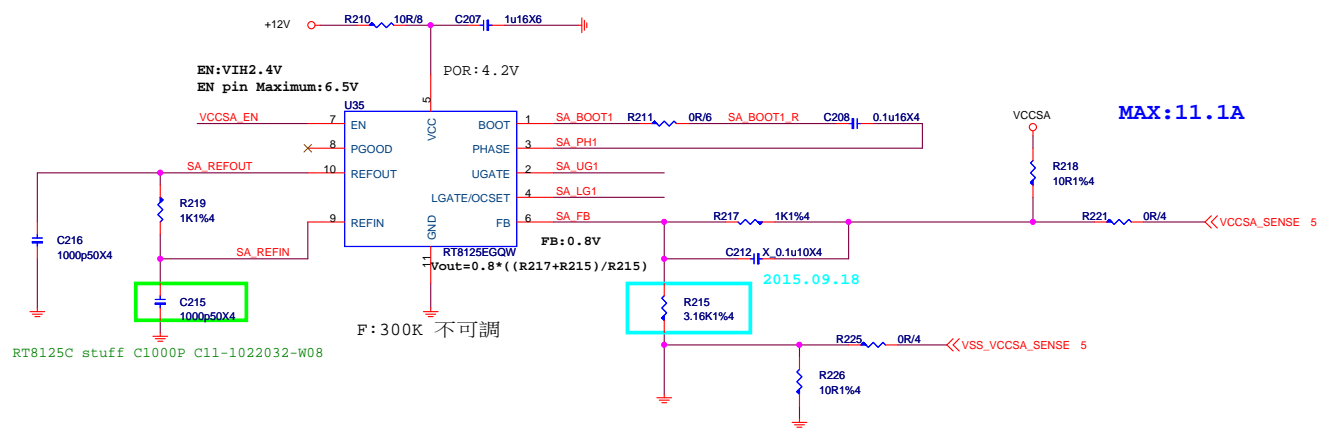 R210 10R/8 C207 1u16X6
+12V
EN:VIH2.4V
EN pin Maximum:6.5V
POR:4.2V
U35
5
VCCSA_EN 7 EN VCC BOOT 1 SA_BOOT1 R211 0R/6 SA_BOOT1_R C208 0.1u16X4
8 PGOOD PHASE 3 SA_PH1
SA_REFOUT 10 REFOUT UGATE 2 SA_UG1
LGATE/OCSET 4 SA_LG1
9 REFIN GND FB 6 SA_FB
VCCSA
MAX:11.1A
R218
10R1%4
R219
1K1%4
R217 1K1%4
R221 0R/4 VCCSA_SENSE 5
C216
1000p50X4
SA_REFIN
FB:0.8V
RT8125EGQW
11
Vout=0.8*((R217+R215)/R215)
C212 X_0.1u10X4
2015.09.18
C215
1000p50X4
R215
3.16K1%4
F:300K 不可調
RT8125C stuff C1000P C11-1022032-W08
R225 0R/4 VSS_VCCSA_SENSE 5
R226
10R1%4